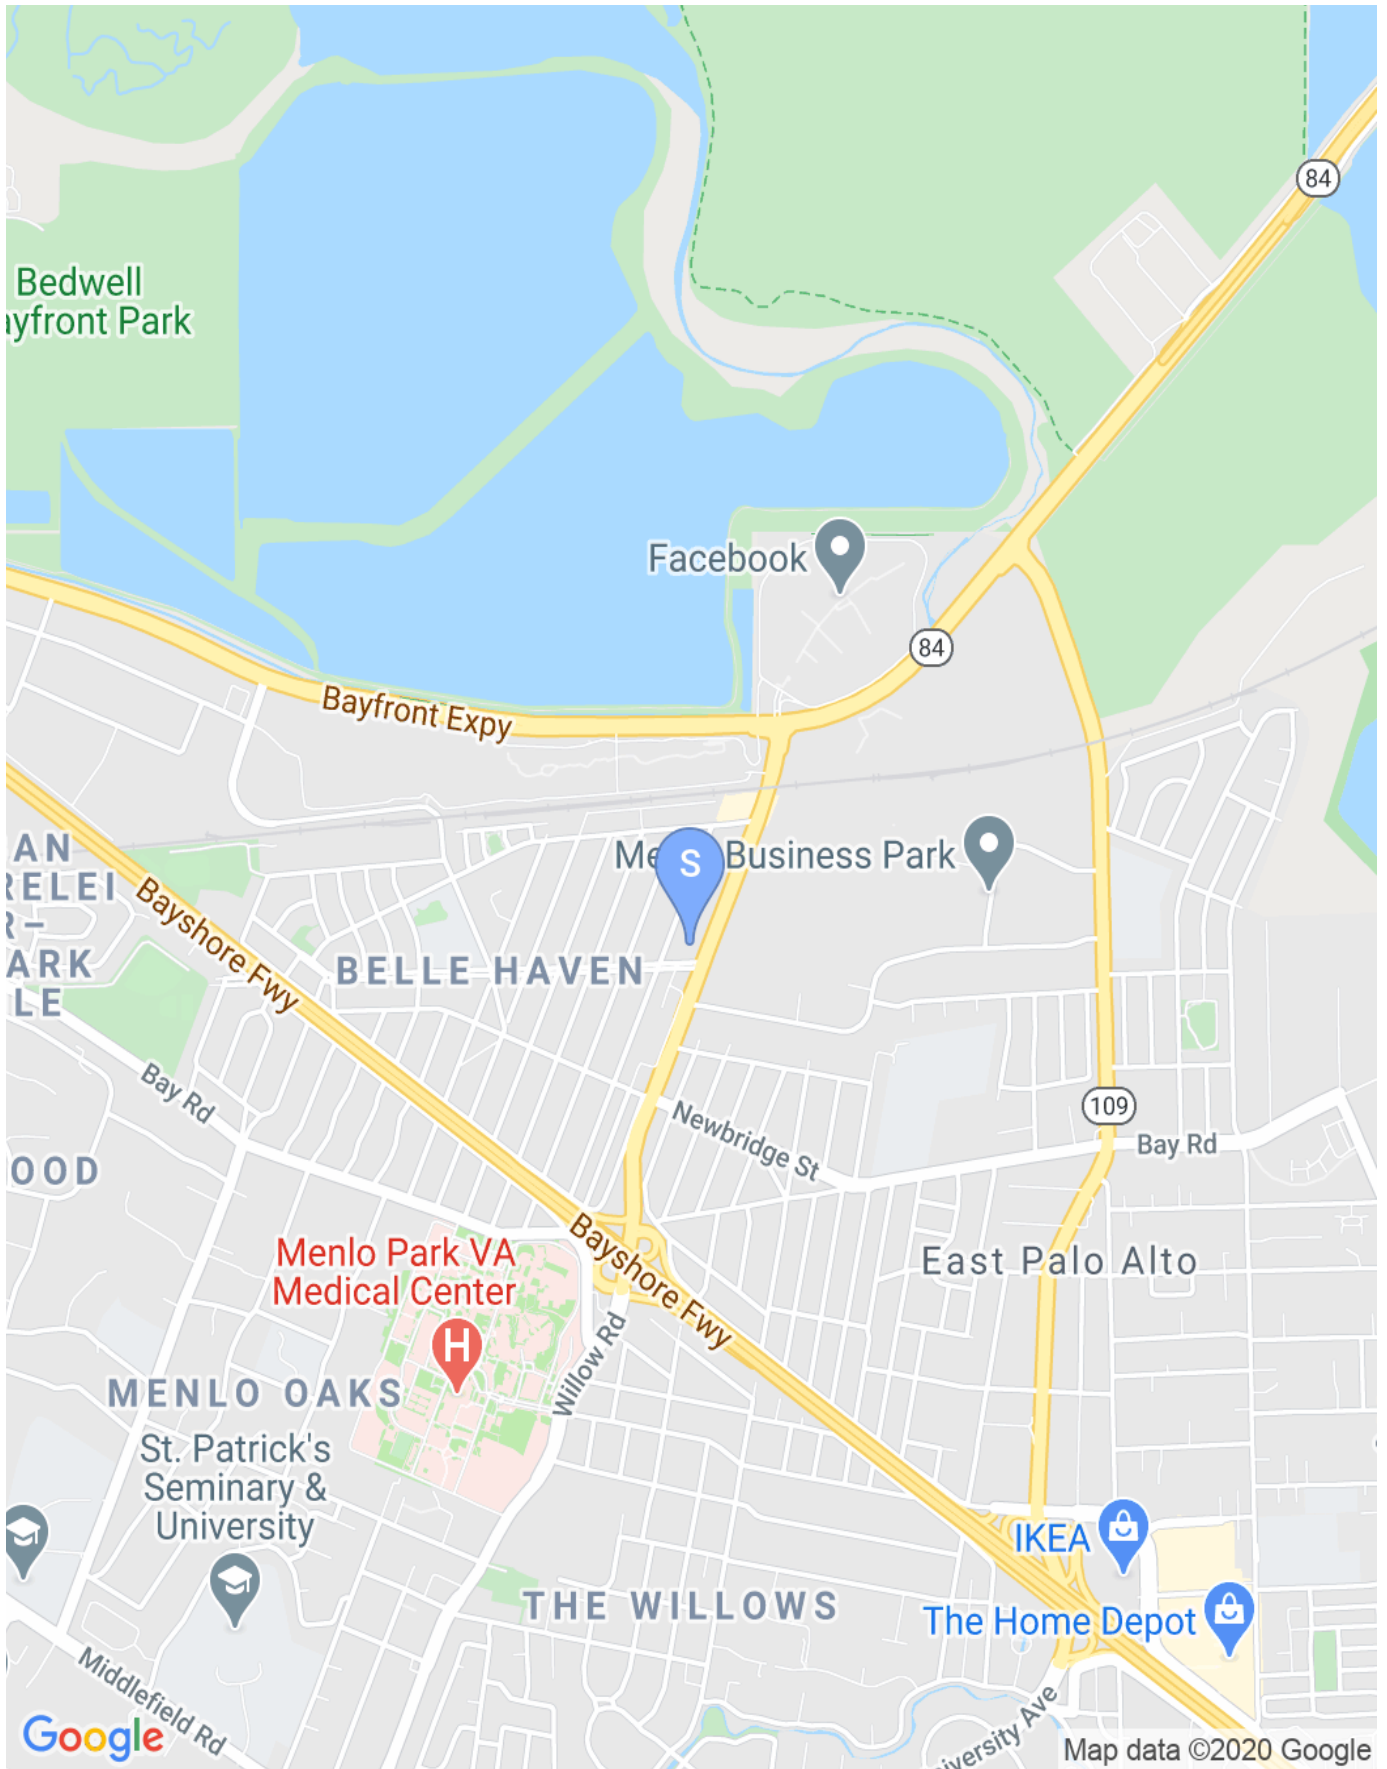 84
Bedwell
ayfront Park
Facebook
84
Bayfront Expy
AN
RELEI
R–
ARK
LE
Me
Business Park
S
Bayshore Fwy
BELLE HAVEN
Bay Rd
Newbridge St
109
Bay Rd
OOD
Menlo Park VA
Medical Center
H
Bayshore Fwy
East Palo Alto
Willow Rd
MENLO OAKS
St. Patrick's
Seminary &
University
IKEA
THE WILLOWS
The Home Depot
Middlefield Rd
iversity Ave
Google
Map data ©2020 Google